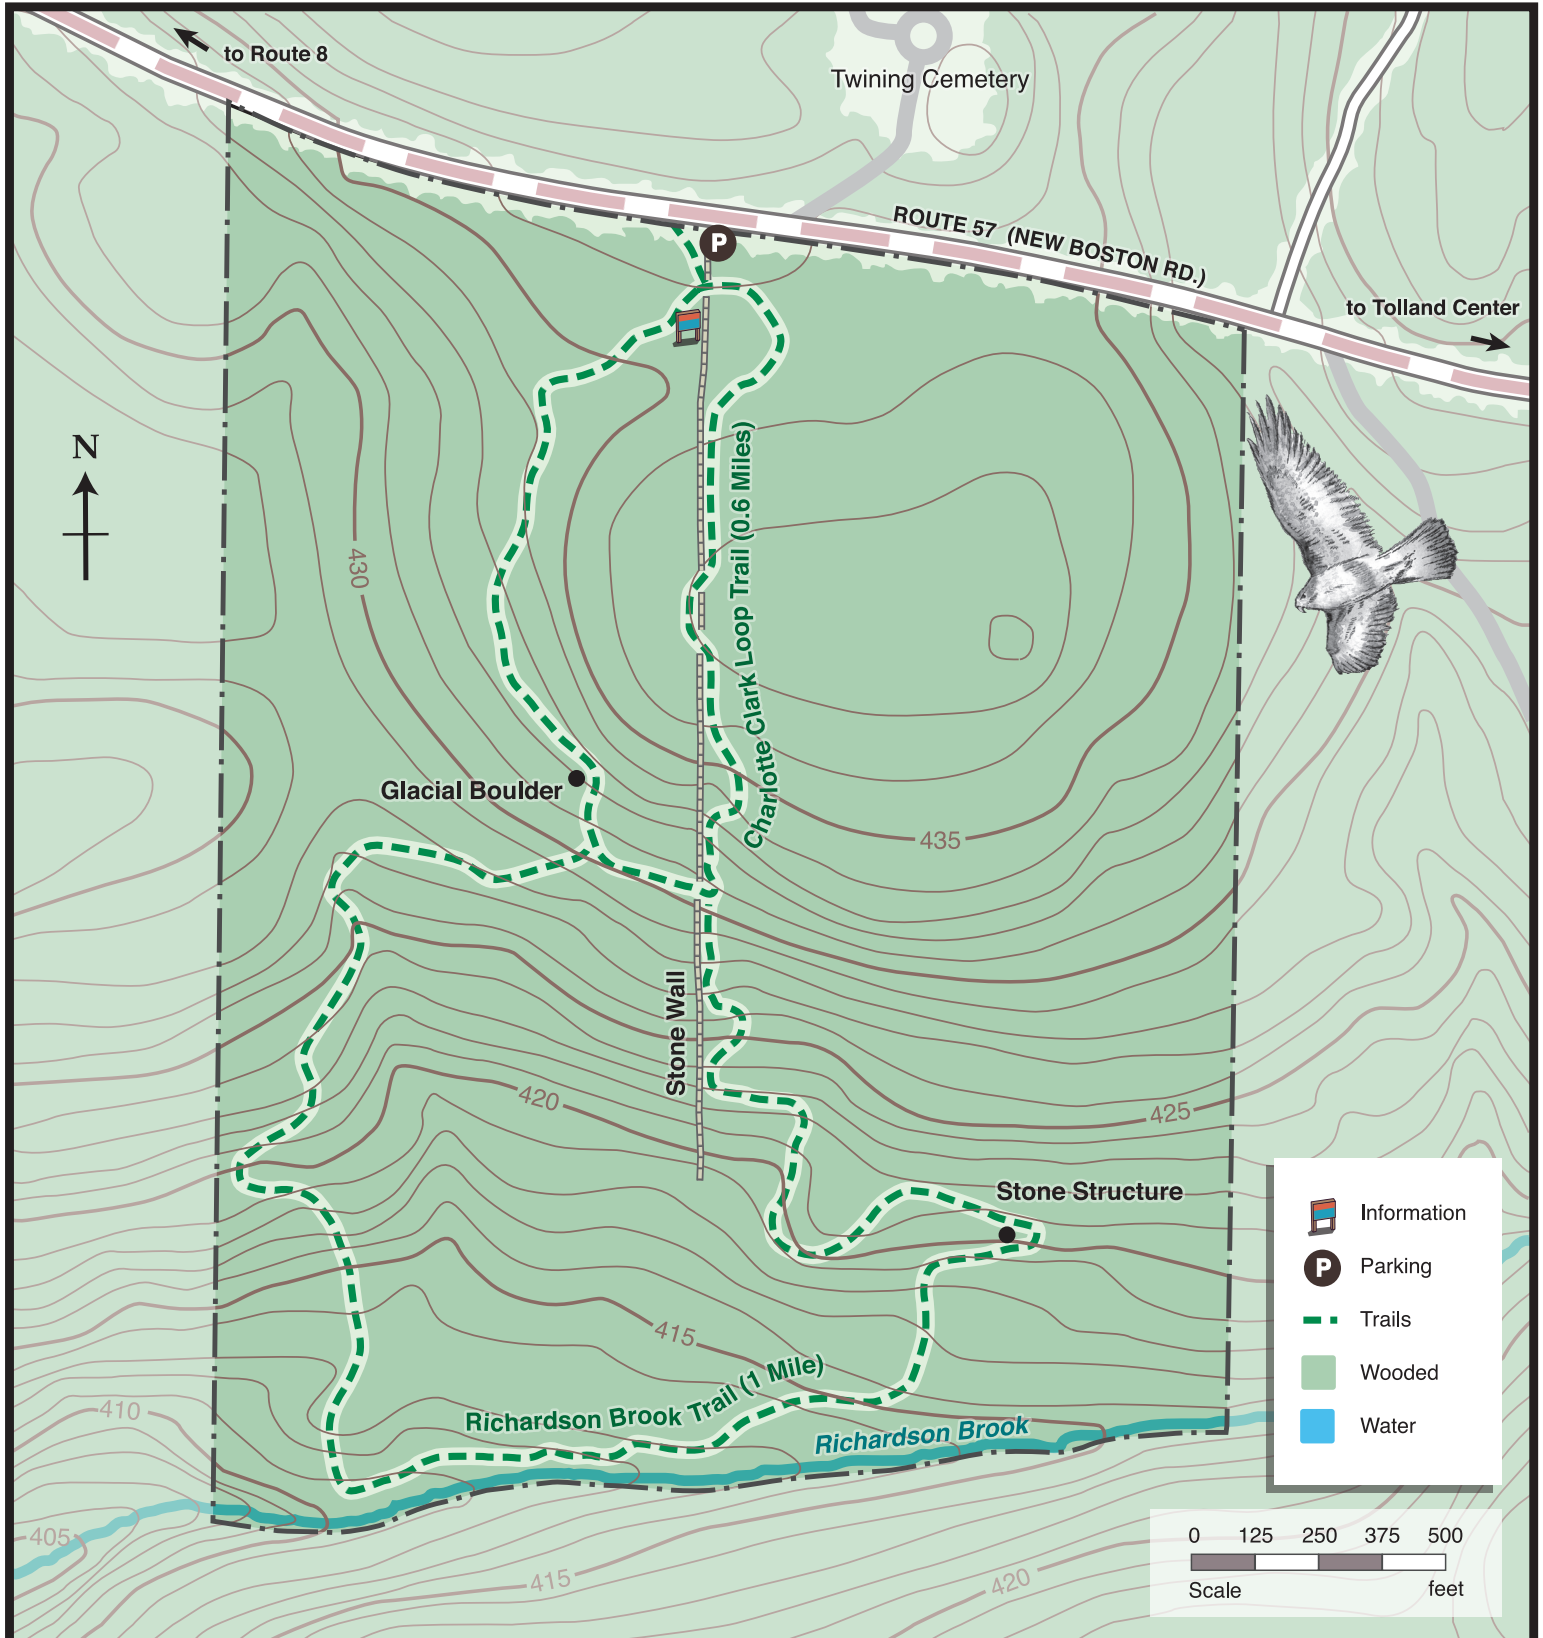 to Route 8
Twining Cemetery
ROUTE 57 (NEW BOSTON RD.)
P
to Tolland Center
N
Charlotte Clark Loop Trail (0.6 Miles)
430
Glacial Boulder
435
Stone Wall
420
425
Stone Structure
415
Richardson Brook Trail (1 Mile)
Richardson Brook
410
405
415
420
Information
P Parking
Trails
Wooded
Water
0 125 250 375 500
Scale feet